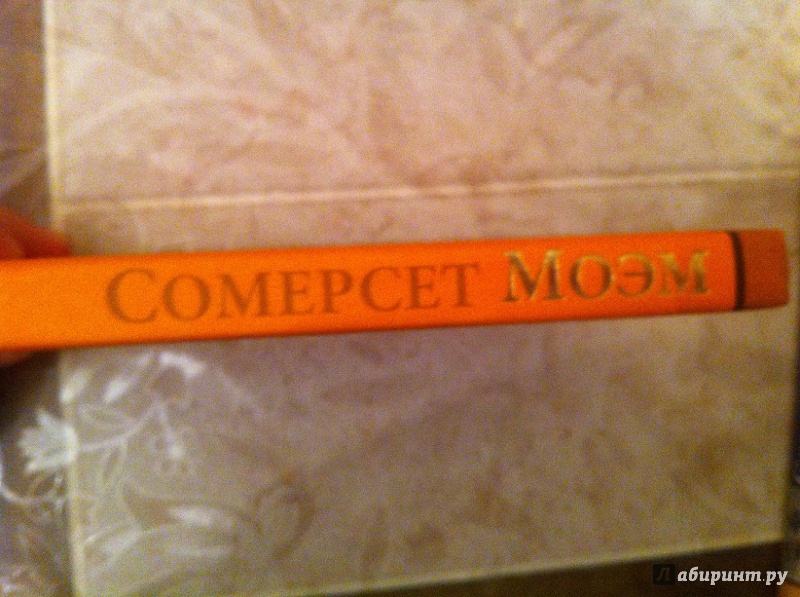 Сомерсет Моэм
Лабиринт.ру